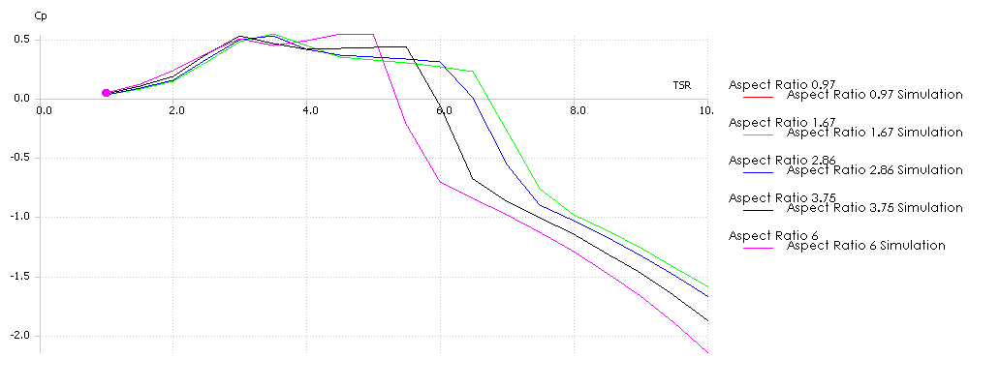 Cp
0.5
0.0
-0.5
-1.0
-1.5
-2.0
0.0 2.0 4.0 6.0 8.0 10.
TSR
Aspect Ratio 0.97
Aspect Ratio 0.97 Simulation
Aspect Ratio 1.67
Aspect Ratio 1.67 Simulation
Aspect Ratio 2.86
Aspect Ratio 2.86 Simulation
Aspect Ratio 3.75
Aspect Ratio 3.75 Simulation
Aspect Ratio 6
Aspect Ratio 6 Simulation